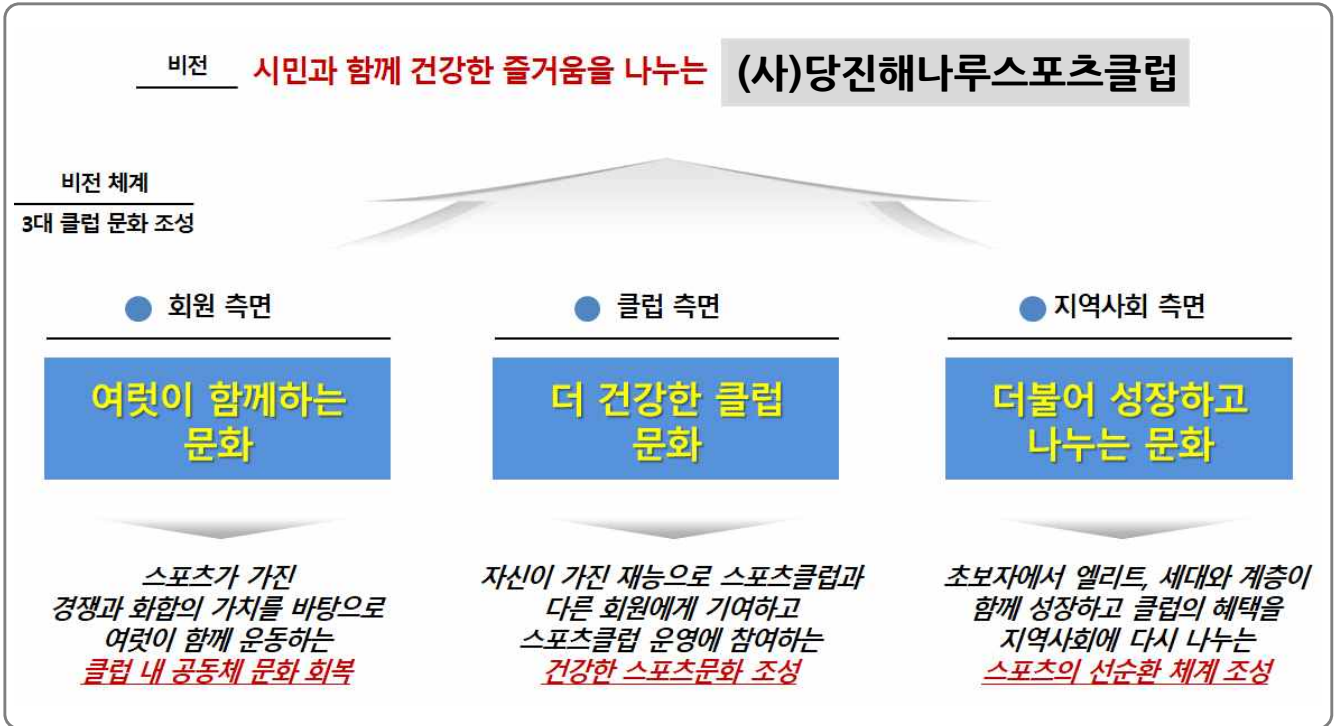 비전 시민과 함께 건강한 즐거움을 나누는 (사)당진해나루스포츠클럽
비전 체계
3대 클럽 문화 조성
회원 측면
여럿이 함께하는
문화
스포츠가 가진
경쟁과 화합의 가치를 바탕으로
여럿이 함께 운동하는
클럽 내 공동체 문화 회복
클럽 측면
더 건강한 클럽
문화
자신이 가진 재능으로 스포츠클럽과
다른 회원에게 기여하고
스포츠클럽 운영에 참여하는
건강한 스포츠문화 조성
지역사회 측면
더불어 성장하고
나누는 문화
초보자에서 엘리트, 세대와 계층이
함께 성장하고 클럽의 혜택을
지역사회에 다시 나누는
스포츠의 선순환 체계 조성